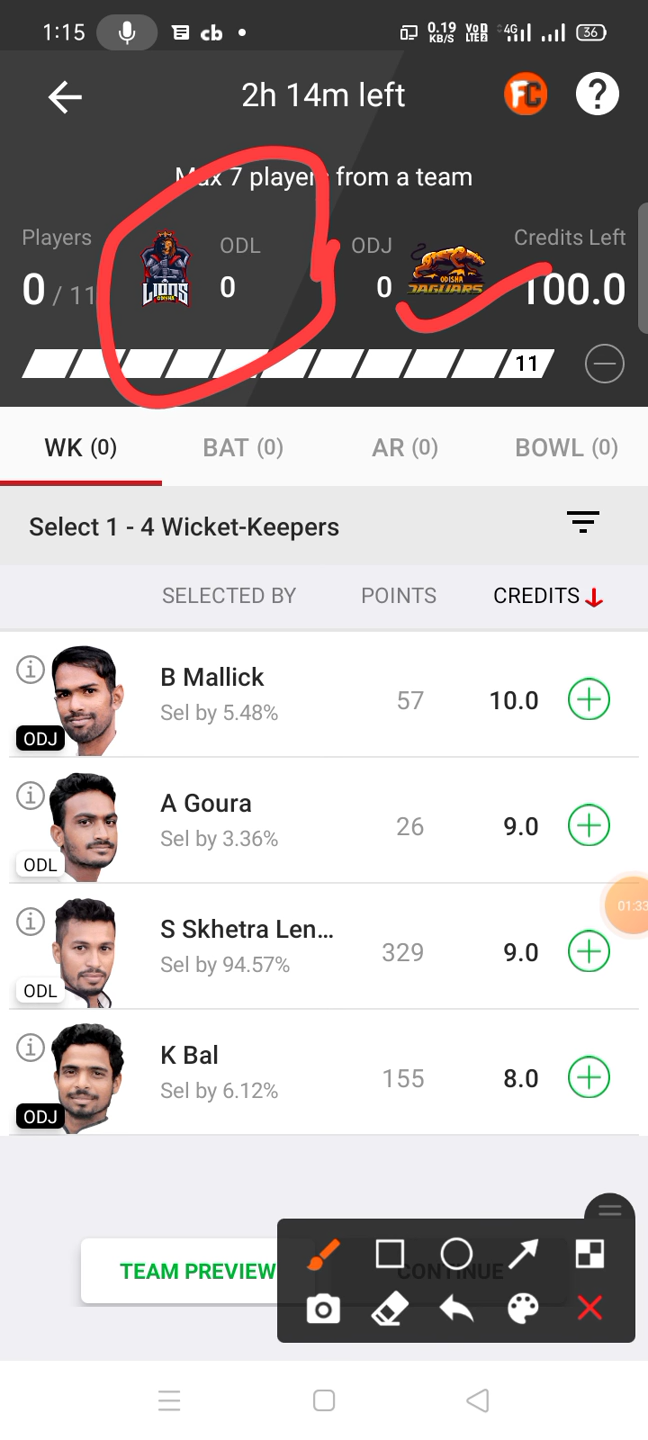 1:15 cb 0.19 KB/S VoD LTEB 4G 36
2h 14m left FC ?
Max 7 players from a team
Players ODL ODJ Credits Left
0 / 11 LIONS ODISHA 0 0 ODISHA JAGUARS 100.0
11
WK (0) BAT (0) AR (0) BOWL (0)
Select 1 - 4 Wicket-Keepers
SELECTED BY POINTS CREDITS
B Mallick
Sel by 5.48% 57 10.0
ODJ
A Goura
Sel by 3.36% 26 9.0
ODL
S Skhetra Len...
Sel by 94.57% 329 9.0
ODL
01:33
K Bal
Sel by 6.12% 155 8.0
ODJ
TEAM PREVIEW CONTINUE